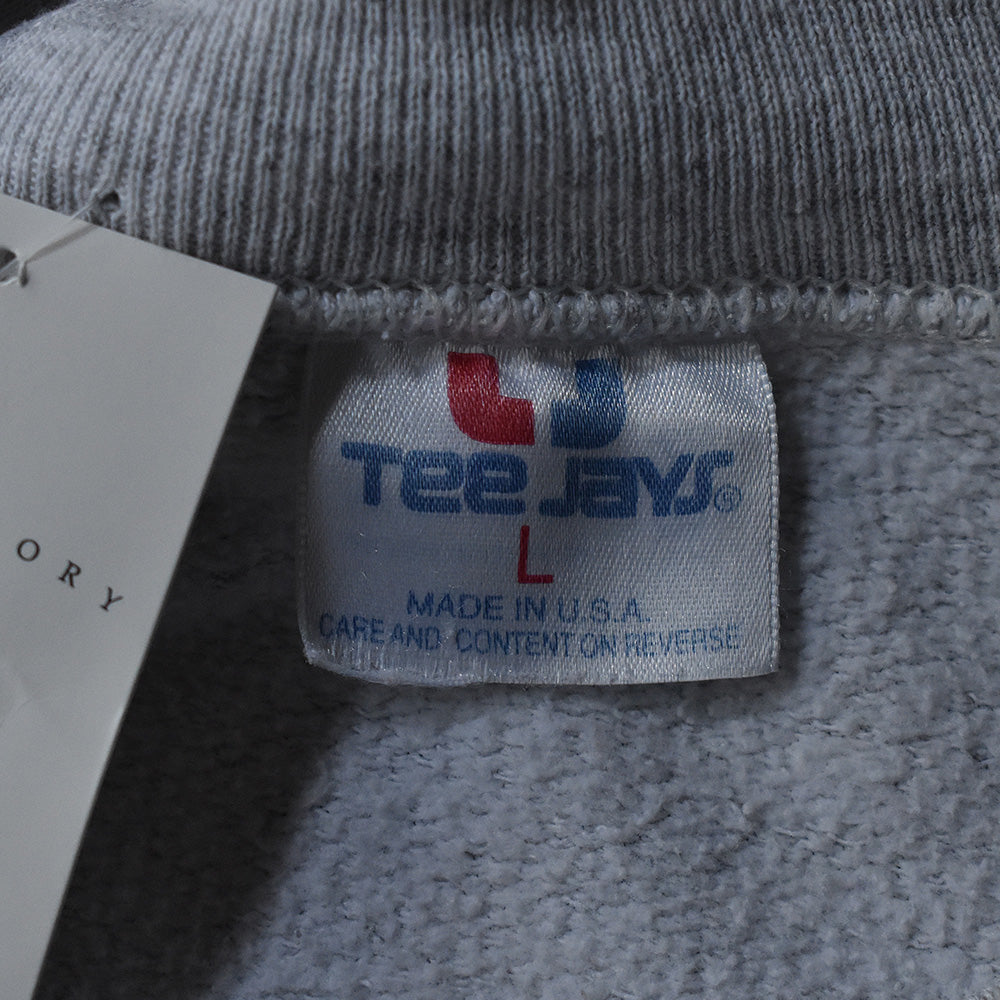 Tee Jays®
L
MADE IN U.S.A.
CARE AND CONTENT ON REVERSE
ORY